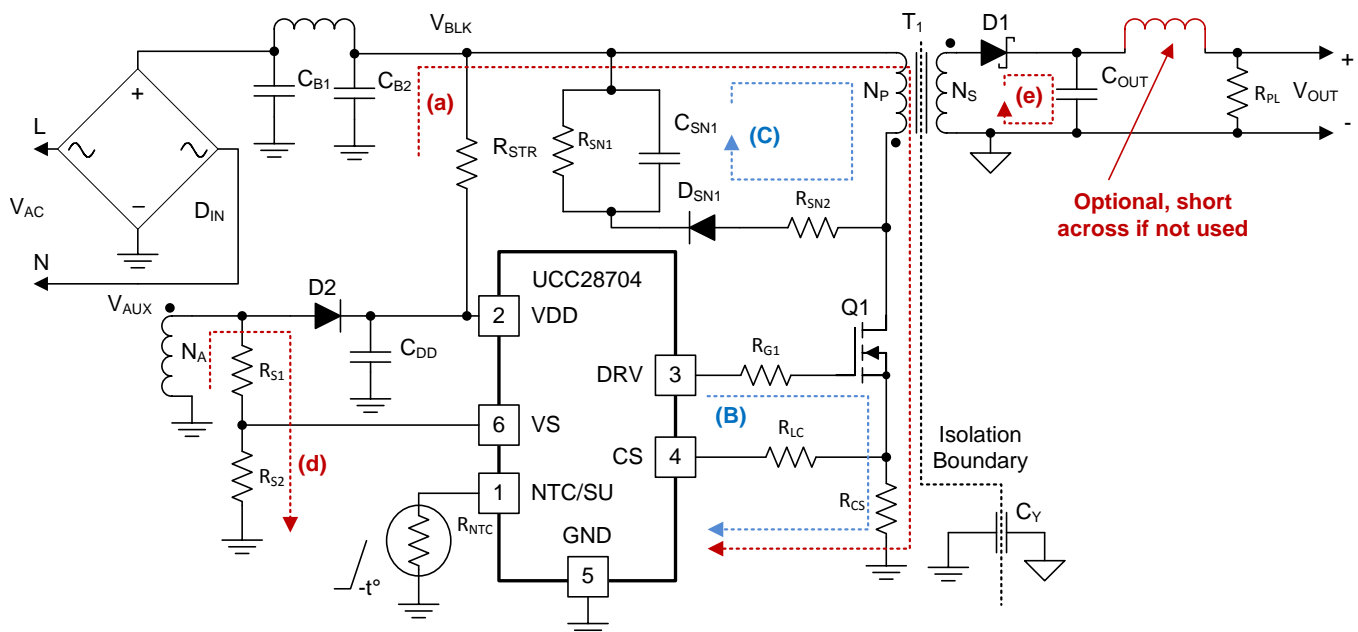 V_BLK
T1
D1
+
L
C_B1
C_B2
(a)
R_STR
R_SN1
C_SN1
(C)
N_P
N_S
(e)
C_OUT
R_PL
+
V_OUT
-
−
V_AC
D_IN
D_SN1
R_SN2
Optional, short
across if not used
N
V_AUX
D2
UCC28704
2
VDD
Q1
N_A
R_S1
C_DD
DRV
3
R_G1
6
VS
(B)
CS
4
R_LC
Isolation
Boundary
(d)
R_S2
1
NTC/SU
R_NTC
R_CS
GND
C_Y
5
-t°